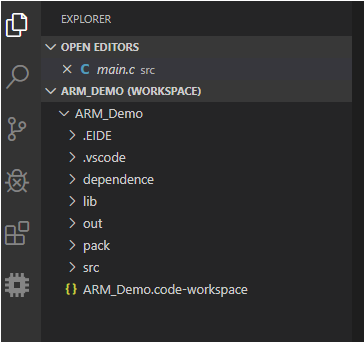 EXPLORER
OPEN EDITORS
C main.c src
ARM_DEMO (WORKSPACE)
ARM_Demo
.EIDE
.vscode
dependence
lib
out
pack
src
{} ARM_Demo.code-workspace